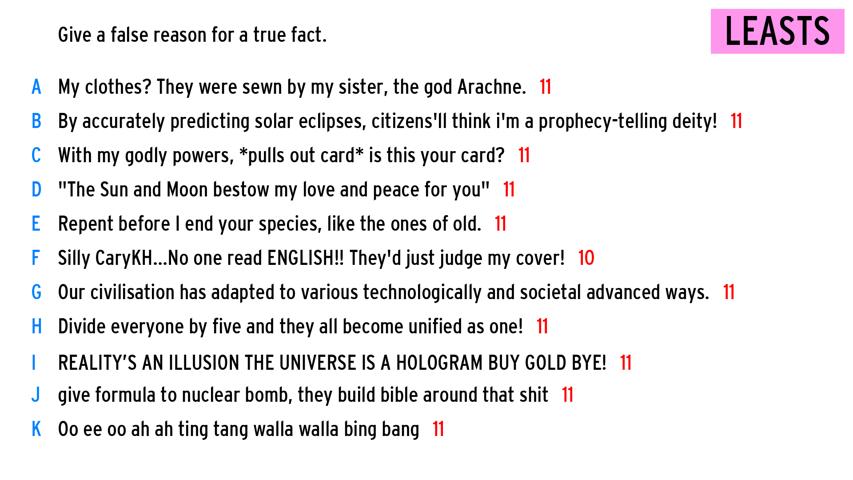 Give a false reason for a true fact.
LEASTS
A My clothes? They were sewn by my sister, the god Arachne. 11
B By accurately predicting solar eclipses, citizens'll think i'm a prophecy-telling deity! 11
C With my godly powers, *pulls out card* is this your card? 11
D "The Sun and Moon bestow my love and peace for you" 11
E Repent before I end your species, like the ones of old. 11
F Silly CaryKH...No one read ENGLISH!! They'd just judge my cover! 10
G Our civilisation has adapted to various technologically and societal advanced ways. 11
H Divide everyone by five and they all become unified as one! 11
I REALITY’S AN ILLUSION THE UNIVERSE IS A HOLOGRAM BUY GOLD BYE! 11
J give formula to nuclear bomb, they build bible around that shit 11
K Oo ee oo ah ah ting tang walla walla bing bang 11